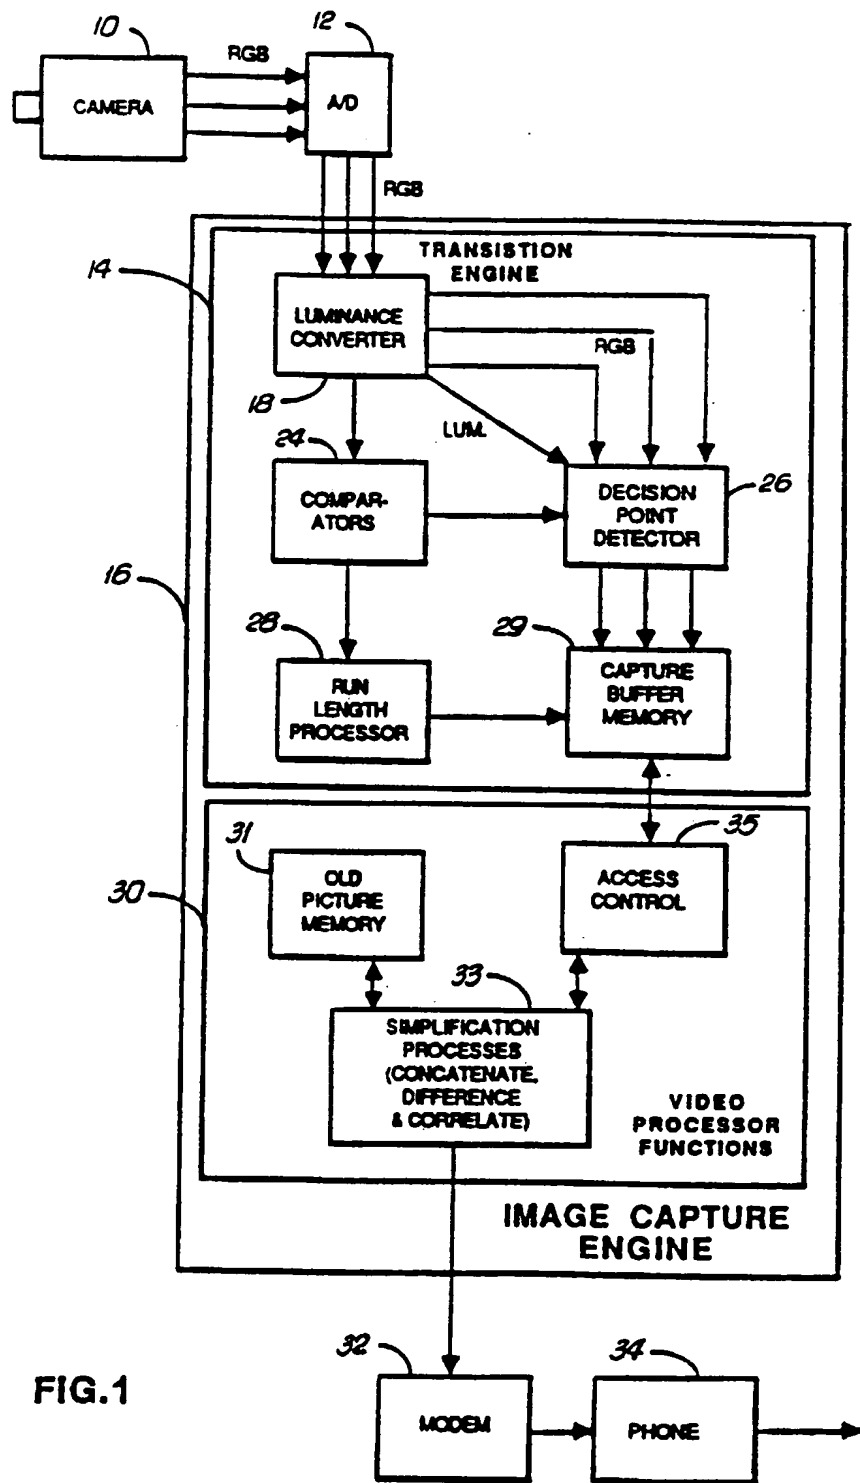 10
12
RGB
CAMERA
A/D
RGB
14
TRANSISTION
ENGINE
LUMINANCE
CONVERTER
RGB
18
LUM.
24
COMPAR-
ATORS
DECISION
POINT
DETECTOR
26
16
28
29
RUN
LENGTH
PROCESSOR
CAPTURE
BUFFER
MEMORY
31
35
30
OLD
PICTURE
MEMORY
ACCESS
CONTROL
33
SIMPLIFICATION
PROCESSES
(CONCATENATE,
DIFFERENCE
& CORRELATE)
VIDEO
PROCESSOR
FUNCTIONS
IMAGE CAPTURE
ENGINE
32
34
FIG.1
MODEM
PHONE